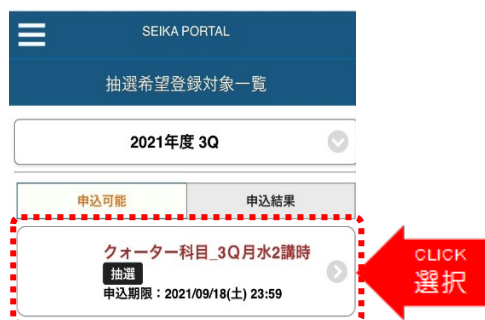 SEIKA PORTAL
抽選希望登録対象一覧
2021年度 3Q
申込可能 申込結果
クォーター科目_3Q月水2講時
抽選
申込期限：2021/09/18(土) 23:59
CLICK
選択